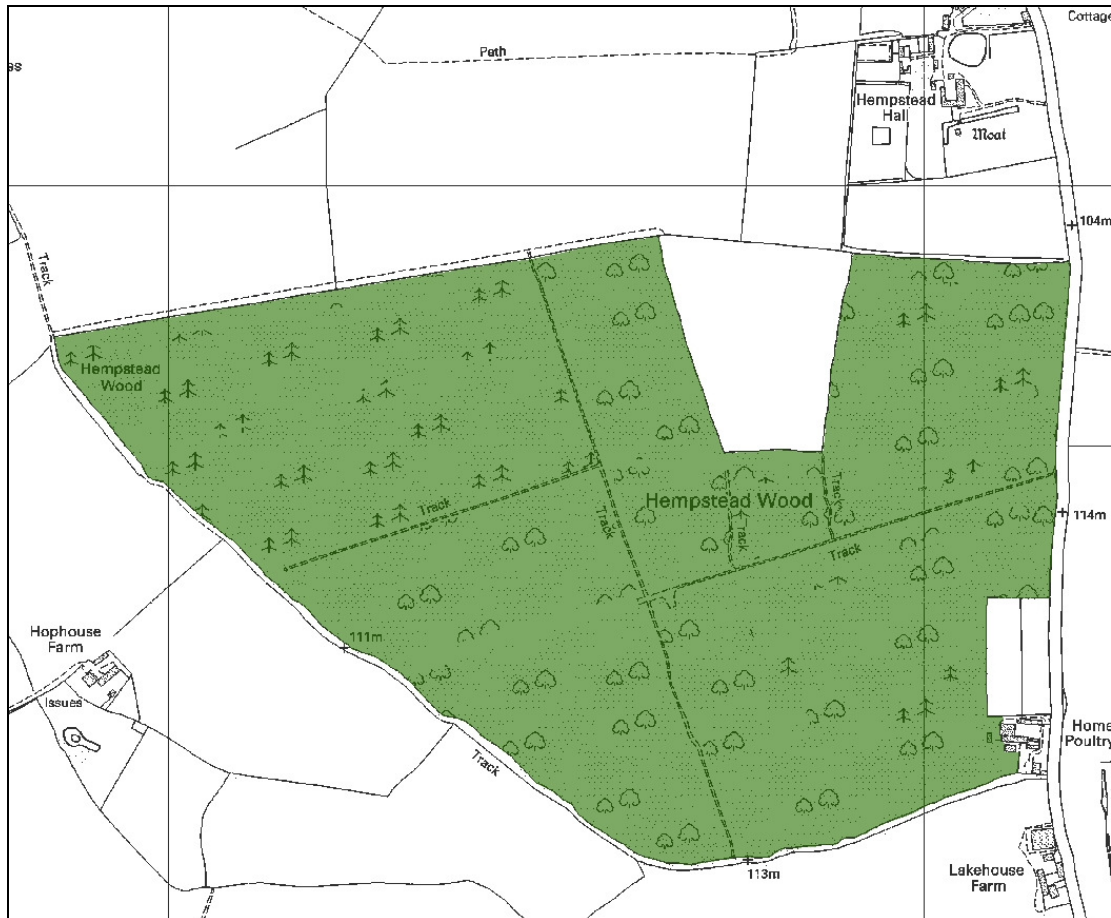 Cottage
ss
Path
Hempstead
Hall
Moat
104m
Track
Hempstead
Wood
Track
Hempstead Wood
Track
Track
Track
Track
114m
111m
Hophouse
Farm
Issues
Track
Home
Poultry
113m
Lakehouse
Farm